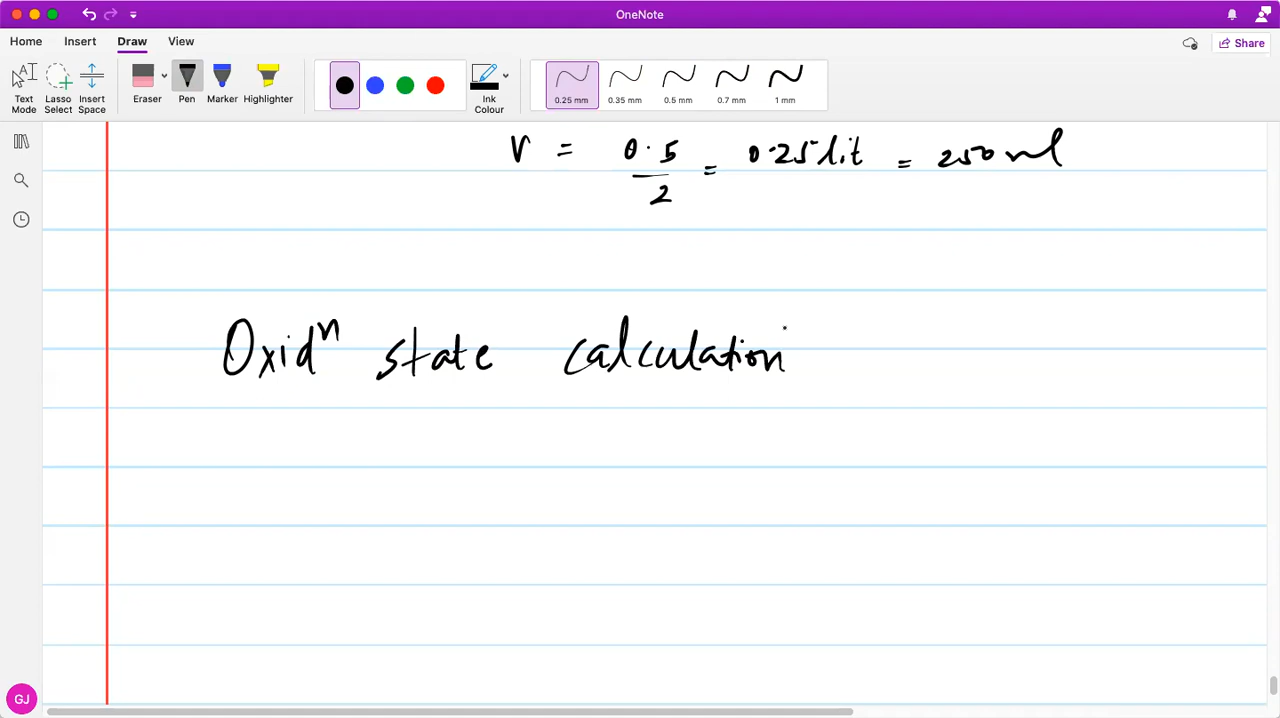 OneNote
Home Insert Draw View Share
Text Mode Lasso Select Insert Space Eraser Pen Marker Highlighter Ink Colour 0.25 mm 0.35 mm 0.5 mm 0.7 mm 1 mm
V = 0.5/2 = 0.25 lit = 250 ml
Oxidⁿ state calculation
GJ